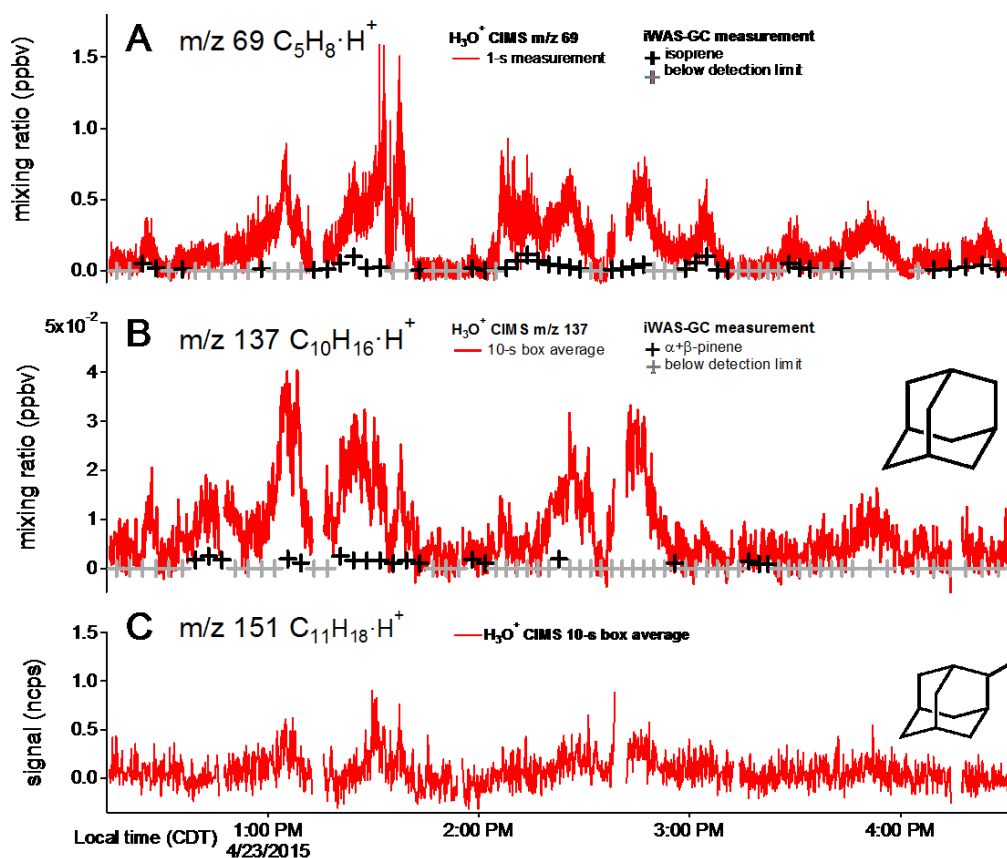 A m/z 69 C5H8·H+
H3O+ CIMS m/z 69
1-s measurement
iWAS-GC measurement
isoprene
below detection limit
mixing ratio (ppbv)
1.5
1.0
0.5
0.0
B m/z 137 C10H16·H+
H3O+ CIMS m/z 137
10-s box average
iWAS-GC measurement
α+β-pinene
below detection limit
mixing ratio (ppbv)
5x10-2
4
3
2
1
0
C m/z 151 C11H18·H+
H3O+ CIMS 10-s box average
signal (ncps)
1.5
1.0
0.5
0.0
Local time (CDT)
1:00 PM 2:00 PM 3:00 PM 4:00 PM
4/23/2015